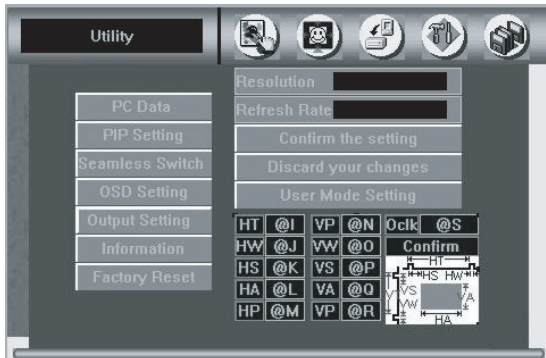 Utility
Resolution
Refresh Rate
PC Data
PIP Setting
Seamless Switch
OSD Setting
Output Setting
Information
Factory Reset
Confirm the setting
Discard your changes
User Mode Setting
HT @I VP @N Oclk @S
HW @J VW @O Confirm
HS @K VS @P
HA @L VA @Q
HP @M VP @R
HT
HS HW
V VS VA
VW
HA